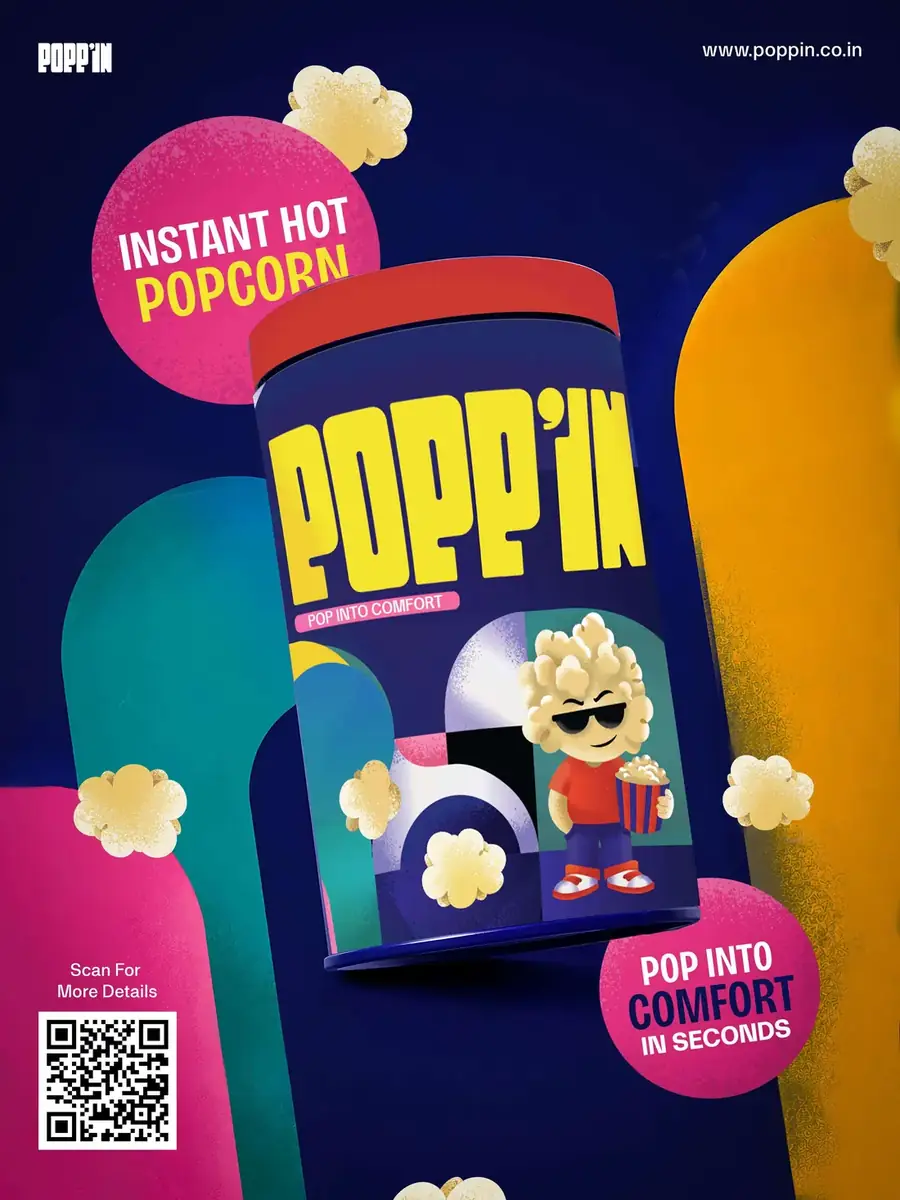 POPP'IN
www.poppin.co.in
INSTANT HOT
POPCORN
POPP'IN
POP INTO COMFORT
POP INTO
COMFORT
IN SECONDS
Scan For
More Details